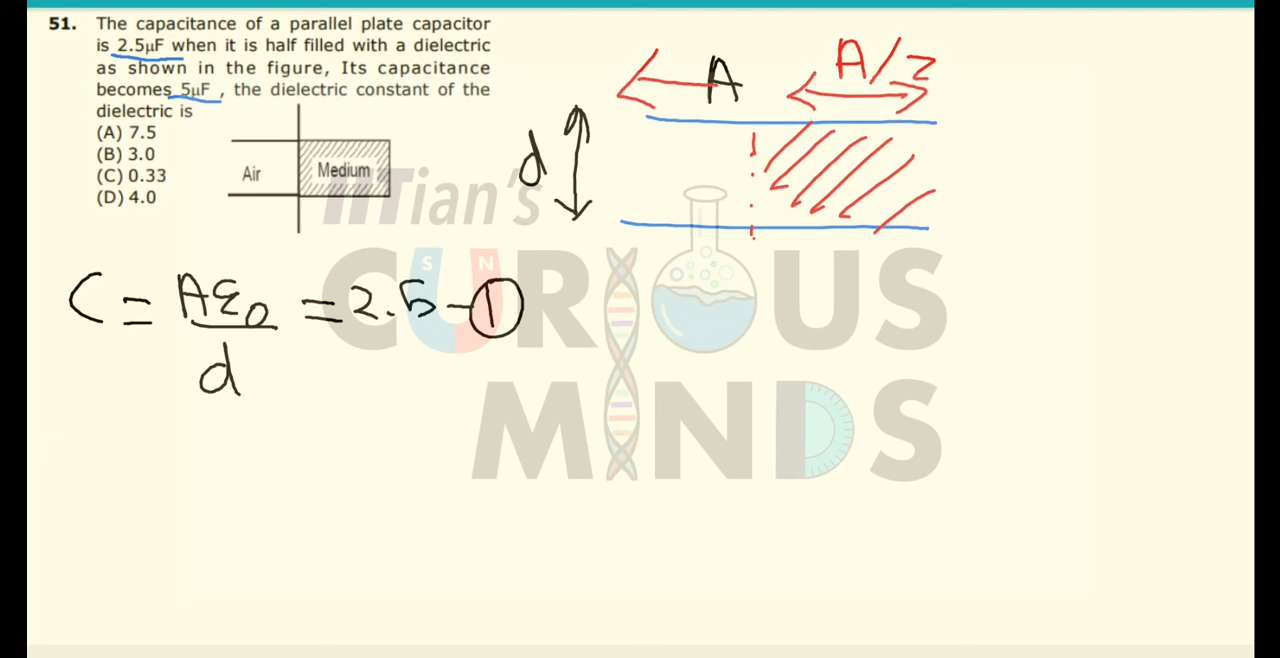 51. The capacitance of a parallel plate capacitor
is 2.5μF when it is half filled with a dielectric
as shown in the figure, Its capacitance
becomes 5μF , the dielectric constant of the
dielectric is
(A) 7.5
(B) 3.0
(C) 0.33
(D) 4.0
Air
Medium
A
A/2
d
C = Aε0/d = 2.5 - ①
IITian's
CURIOUS
S N
MINDS